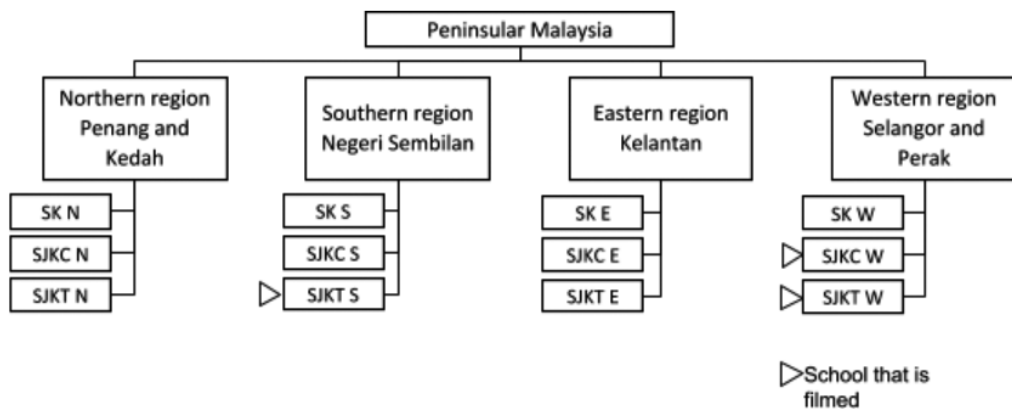 Peninsular Malaysia
Northern region
Penang and
Kedah
SK N
SJKC N
SJKT N
Southern region
Negeri Sembilan
SK S
SJKC S
SJKT S
Eastern region
Kelantan
SK E
SJKC E
SJKT E
Western region
Selangor and
Perak
SK W
SJKC W
SJKT W
School that is
filmed